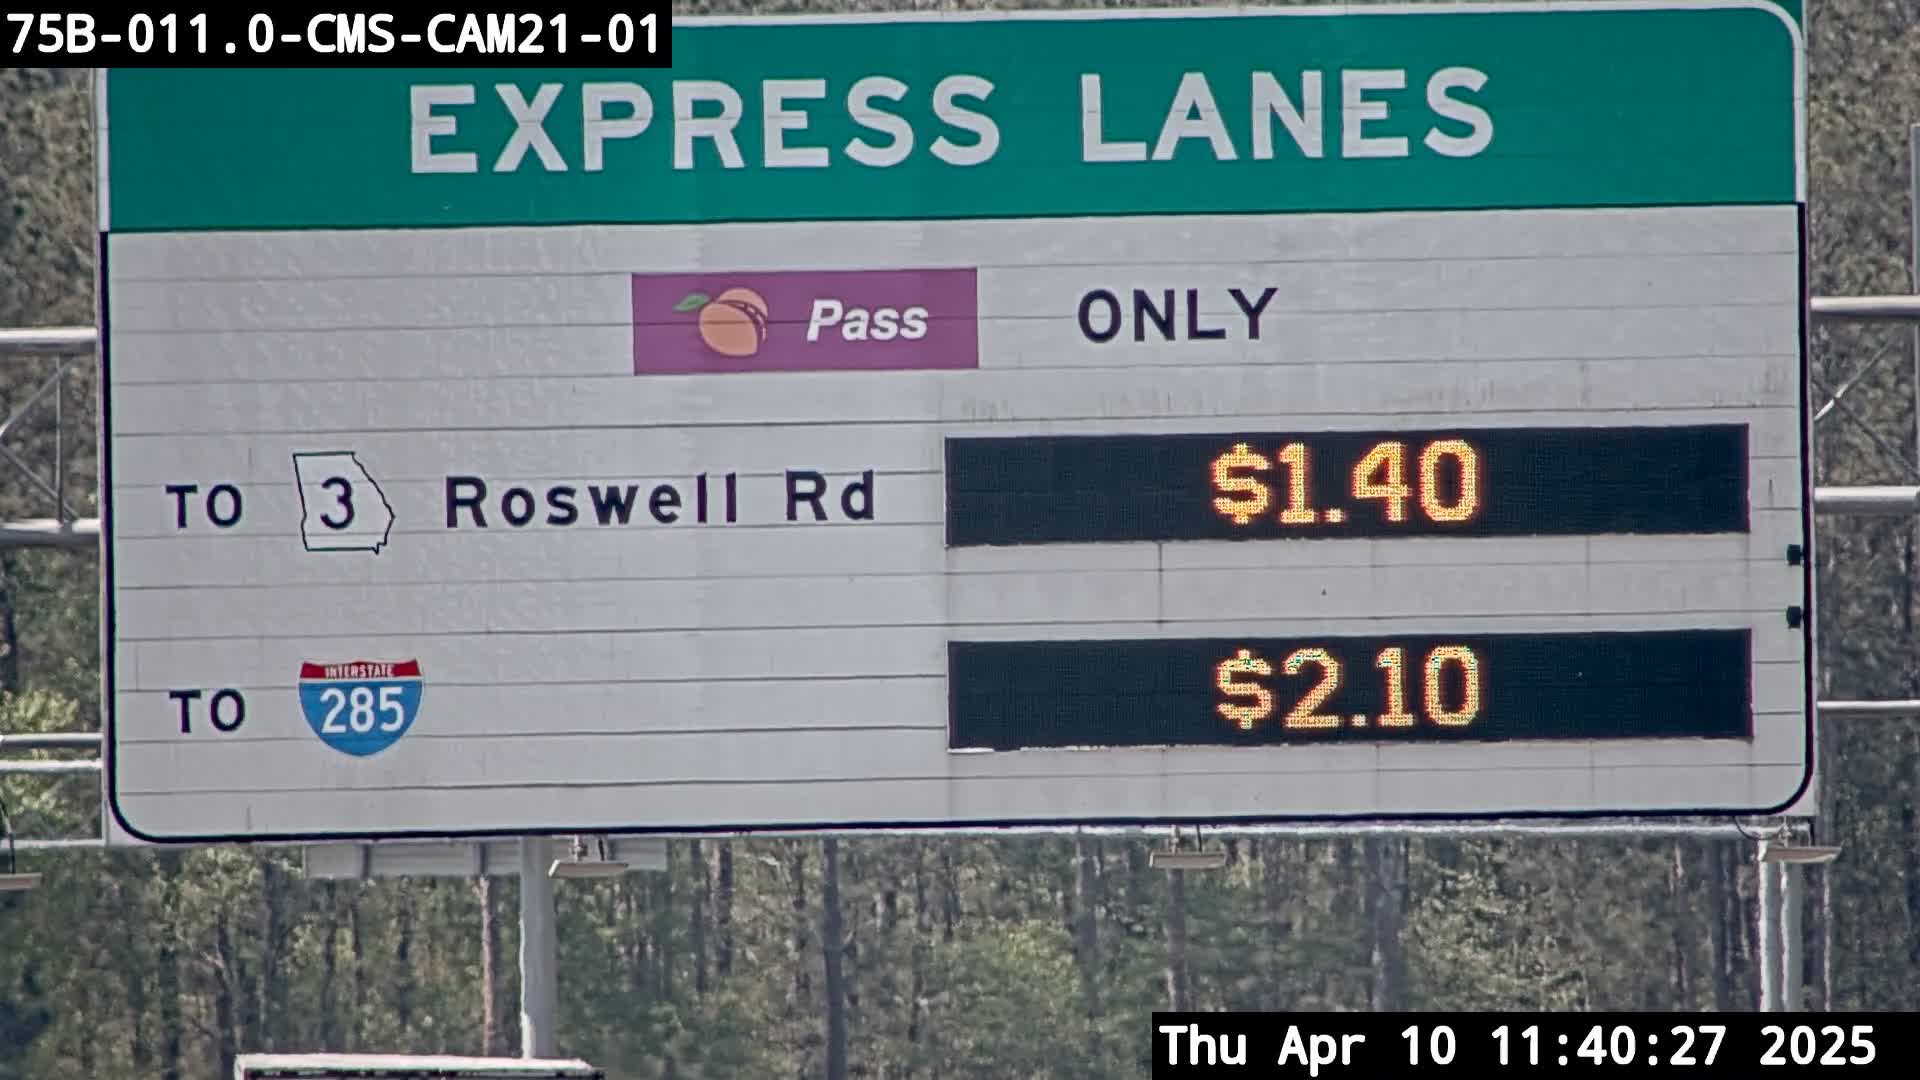 75B-011.0-CMS-CAM21-01
EXPRESS LANES
Pass ONLY
TO 3 Roswell Rd $1.40
INTERSTATE
TO 285 $2.10
Thu Apr 10 11:40:27 2025